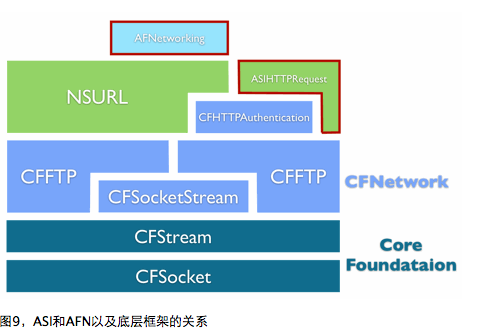 AFNetworking
NSURL
ASIHTTPRequest
CFHTTPAuthentication
CFFTP
CFFTP
CFSocketStream
CFNetwork
CFStream
CFSocket
Core
Foundataion
图9，ASI和AFN以及底层框架的关系